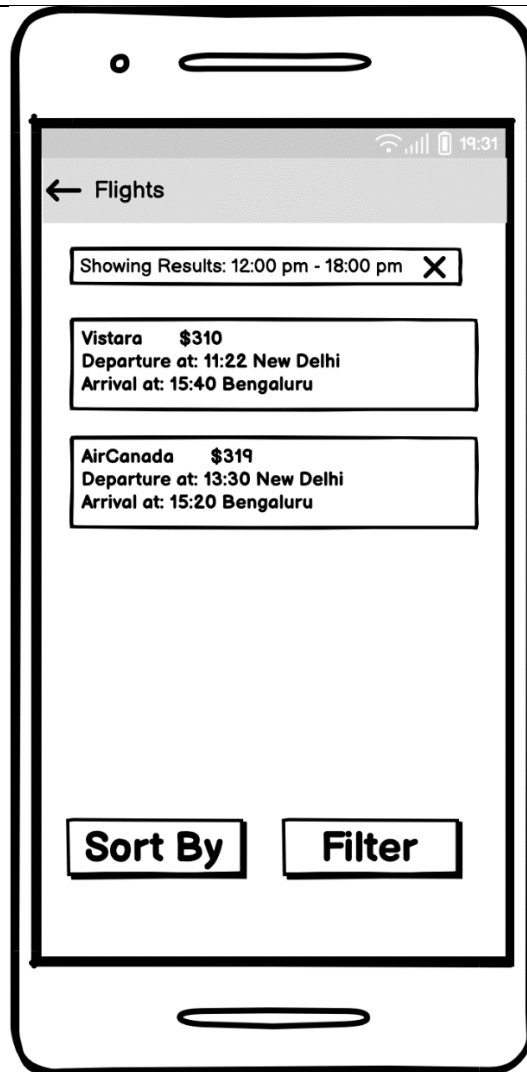 19:31
Flights
Showing Results: 12:00 pm - 18:00 pm
Vistara $310
Departure at: 11:22 New Delhi
Arrival at: 15:40 Bengaluru
AirCanada $319
Departure at: 13:30 New Delhi
Arrival at: 15:20 Bengaluru
Sort By Filter